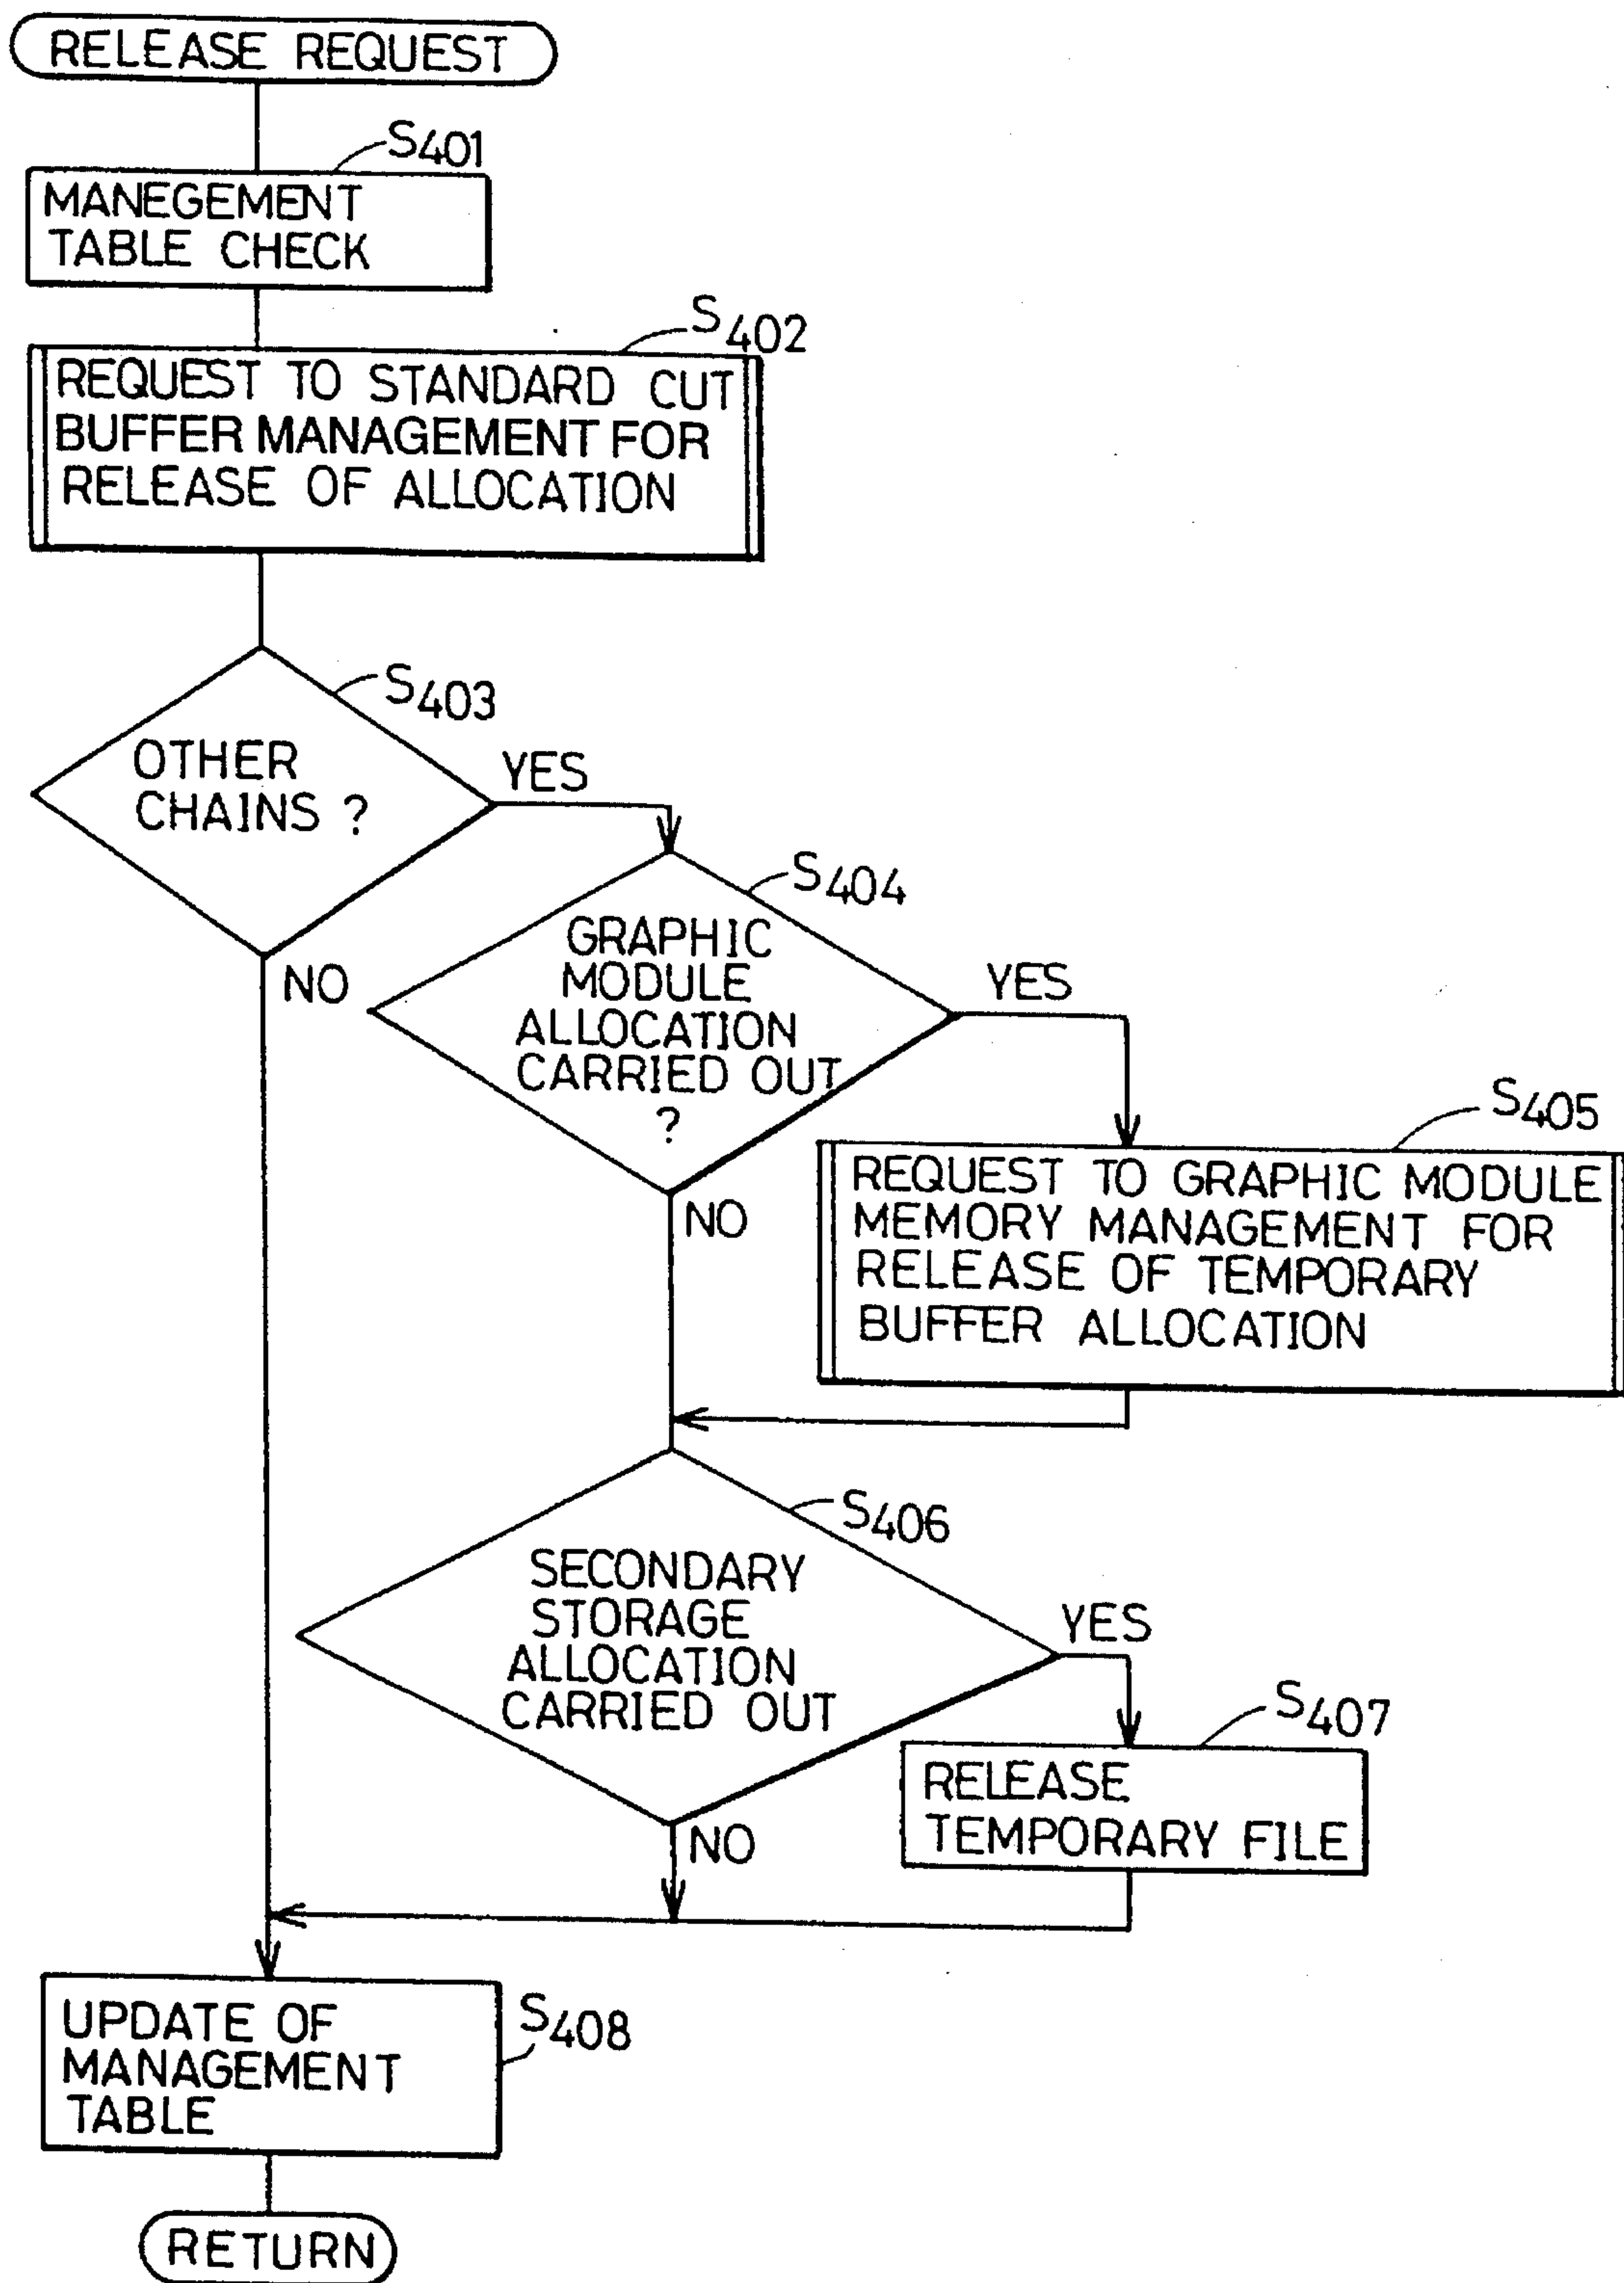 RELEASE REQUEST
S401
MANEGEMENT
TABLE CHECK
S402
REQUEST TO STANDARD CUT
BUFFER MANAGEMENT FOR
RELEASE OF ALLOCATION
S403
OTHER
CHAINS ?
YES
NO
S404
GRAPHIC
MODULE
ALLOCATION
CARRIED OUT
?
YES
NO
S405
REQUEST TO GRAPHIC MODULE
MEMORY MANAGEMENT FOR
RELEASE OF TEMPORARY
BUFFER ALLOCATION
S406
SECONDARY
STORAGE
ALLOCATION
CARRIED OUT
YES
NO
S407
RELEASE
TEMPORARY FILE
S408
UPDATE OF
MANAGEMENT
TABLE
RETURN